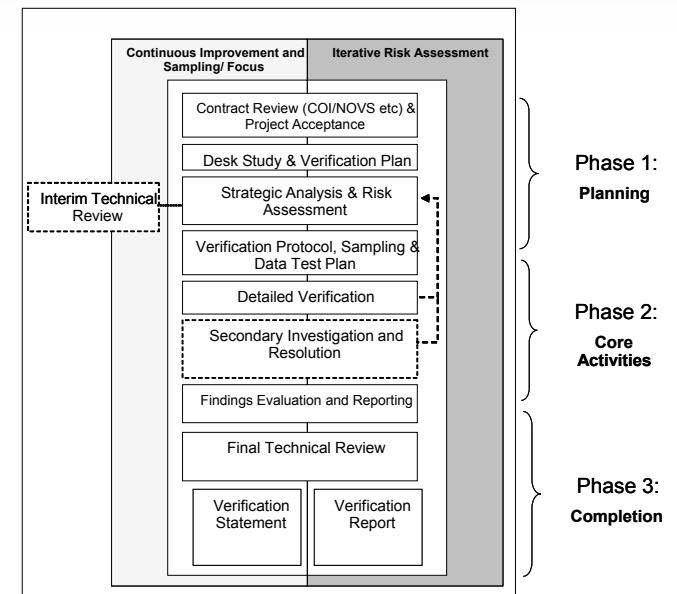 Continuous Improvement and
Sampling/ Focus
Iterative Risk Assessment
Contract Review (COI/NOVS etc) &
Project Acceptance
Desk Study & Verification Plan
Interim Technical
Review
Strategic Analysis & Risk
Assessment
Verification Protocol, Sampling &
Data Test Plan
Detailed Verification
Secondary Investigation and
Resolution
Findings Evaluation and Reporting
Final Technical Review
Verification
Statement
Verification
Report
Phase 1:
Planning
Phase 2:
Core
Activities
Phase 3:
Completion